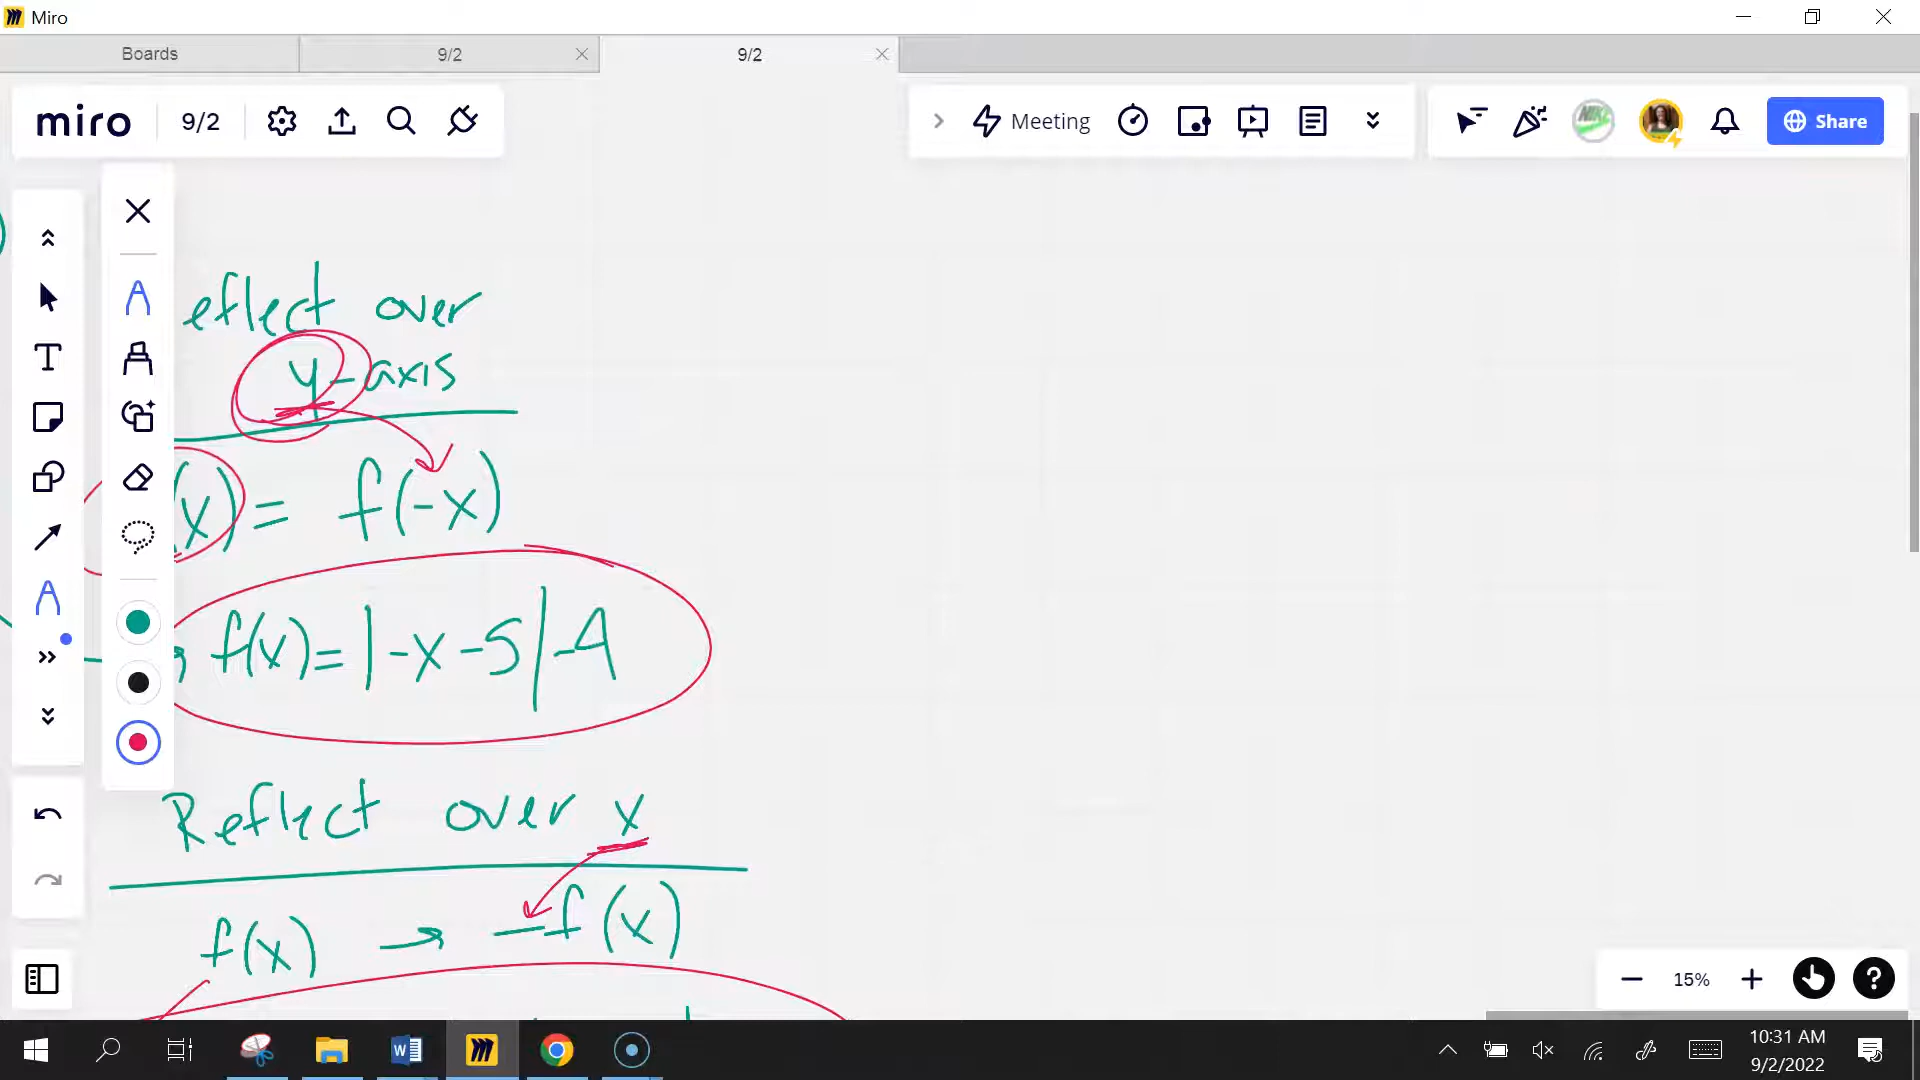 Miro
Boards
9/2
9/2
miro
9/2
Meeting
NIKE
Share
eflect over
y-axis
(x) = f(-x)
f(x) = |-x-5|-4
Reflect over x
f(x) → -f(x)
15%
10:31 AM
9/2/2022